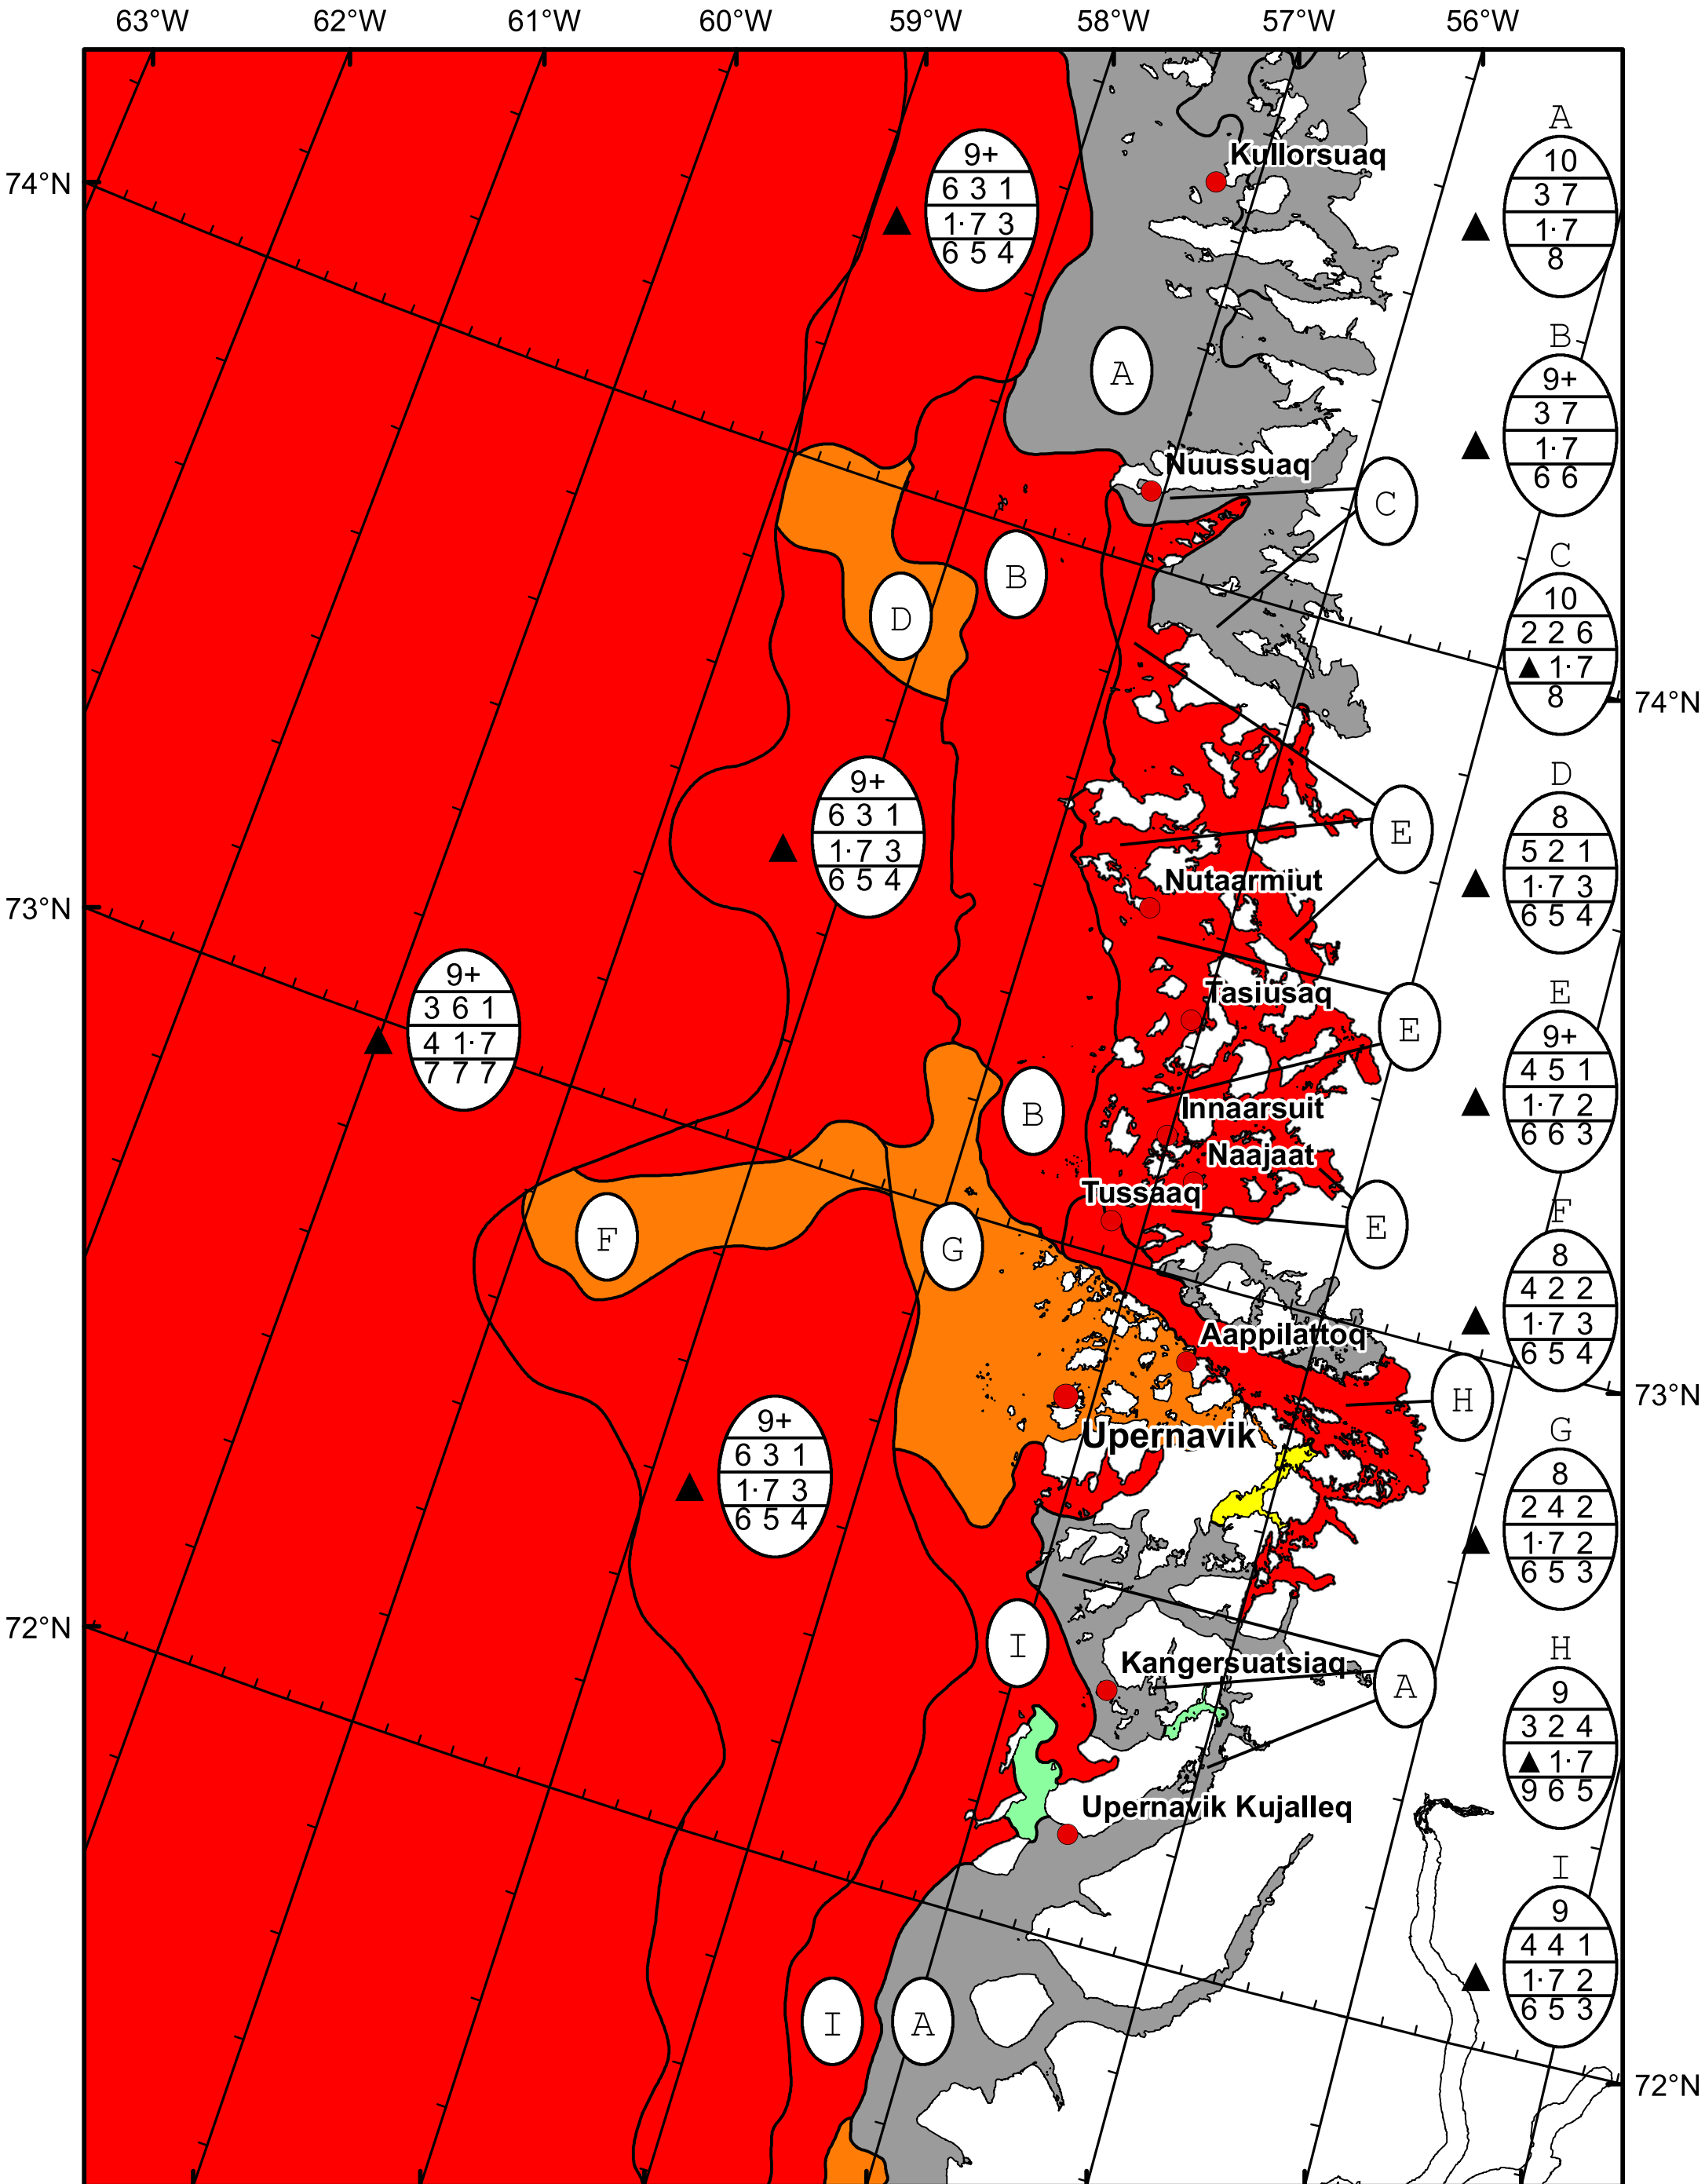 63°W 62°W 61°W 60°W 59°W 58°W 57°W 56°W
74°N
73°N
72°N
74°N
73°N
72°N
Kullorsuaq
Nuussuaq
Nutaarmiut
Tasiusaq
Innaarsuit
Naajaat
Tussaaq
Aappilattoq
Upernavik
Kangersuatsiaq
Upernavik Kujalleq
9+
6 3 1
1·7 3
6 5 4
9+
6 3 1
1·7 3
6 5 4
9+
3 6 1
4 1·7
7 7 7
9+
6 3 1
1·7 3
6 5 4
A
C
B
D
E
E
B
E
F
G
H
I
A
I
A
A
10
3 7
1·7
8
B
9+
3 7
1·7
6 6
C
10
2 2 6
▲ 1·7
8
D
8
5 2 1
1·7 3
6 5 4
E
9+
4 5 1
1·7 2
6 6 3
F
8
4 2 2
1·7 3
6 5 4
G
8
2 4 2
1·7 2
6 5 3
H
9
3 2 4
▲ 1·7
9 6 5
I
9
4 4 1
1·7 2
6 5 3